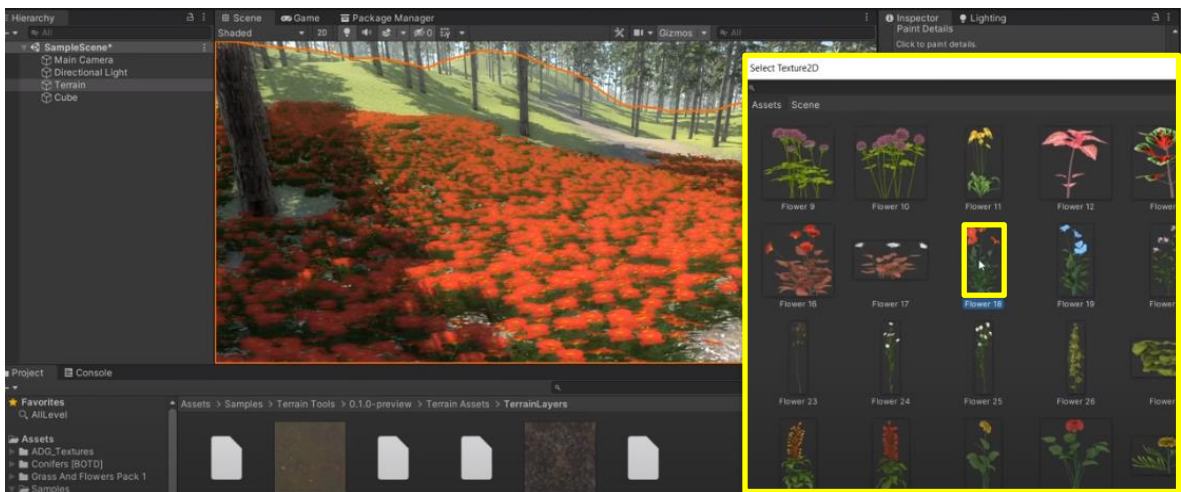 Hierarchy
All
SampleScene*
Main Camera
Directional Light
Terrain
Cube
Scene
Game
Package Manager
Shaded
2D
0
Gizmos
All
Inspector
Lighting
Paint Details
Click to paint details.
Select Texture2D
Assets Scene
Flower 9
Flower 10
Flower 11
Flower 12
Flower
Flower 16
Flower 17
Flower 18
Flower 19
Flower
Flower 23
Flower 24
Flower 25
Flower 26
Flower
Project
Console
Favorites
AllLevel
Assets
ADG_Textures
Conifers [BOTD]
Grass And Flowers Pack 1
Samples
Assets > Samples > Terrain Tools > 0.1.0-preview > Terrain Assets > TerrainLayers